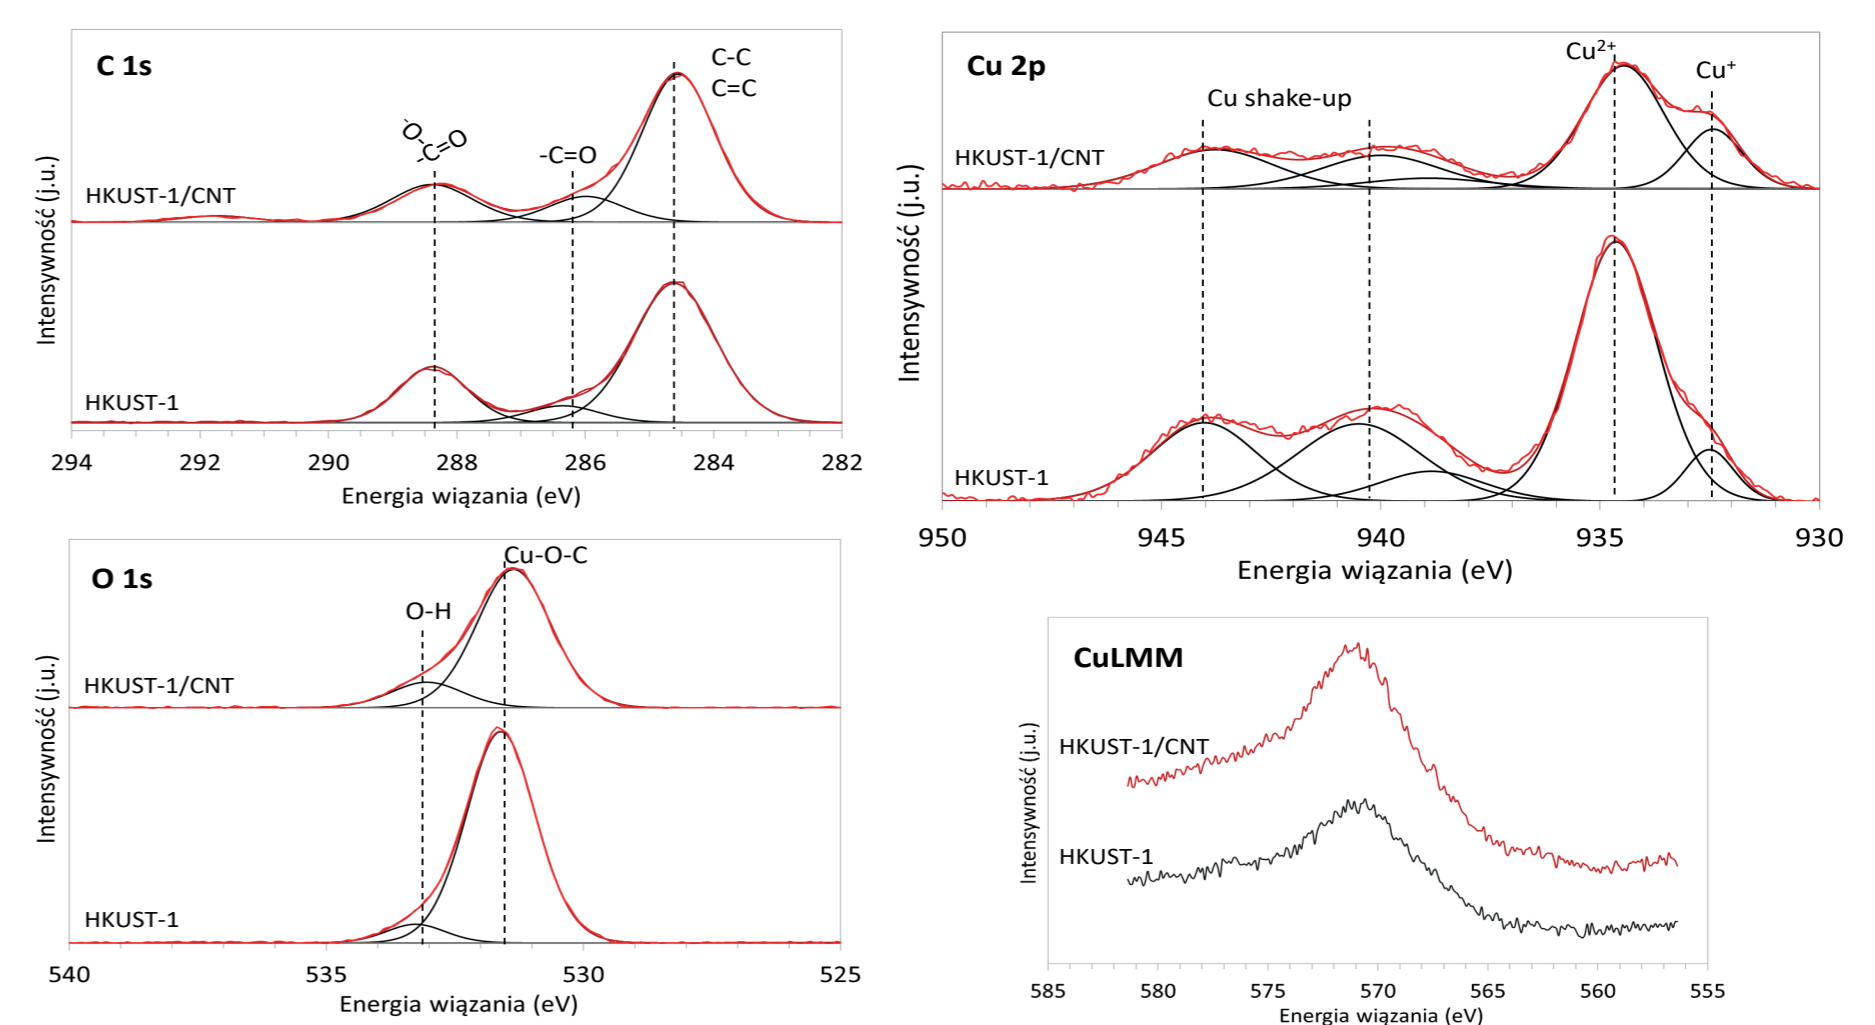 C 1s
C-C
C=C
-O
-C=O
-C=O
HKUST-1/CNT
HKUST-1
Intensywność (j.u.)
294 292 290 288 286 284 282
Energia wiązania (eV)
Cu 2p
Cu²⁺
Cu⁺
Cu shake-up
HKUST-1/CNT
HKUST-1
Intensywność (j.u.)
950 945 940 935 930
Energia wiązania (eV)
O 1s
Cu-O-C
O-H
HKUST-1/CNT
HKUST-1
Intensywność (j.u.)
540 535 530 525
Energia wiązania (eV)
CuLMM
HKUST-1/CNT
HKUST-1
Intensywność (j.u.)
585 580 575 570 565 560 555
Energia wiązania (eV)